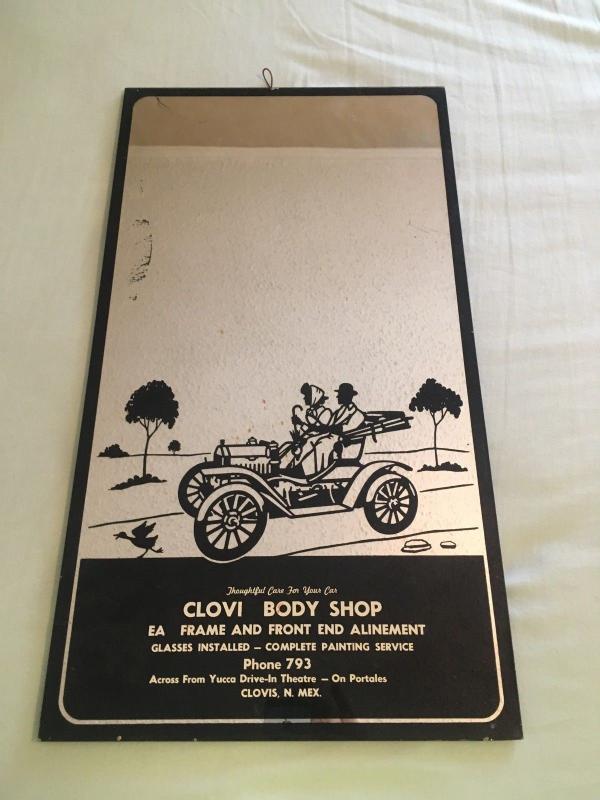 Thoughtful Care For Your Car
CLOVI BODY SHOP
EA FRAME AND FRONT END ALINEMENT
GLASSES INSTALLED — COMPLETE PAINTING SERVICE
Phone 793
Across From Yucca Drive-In Theatre — On Portales
CLOVIS, N. MEX.